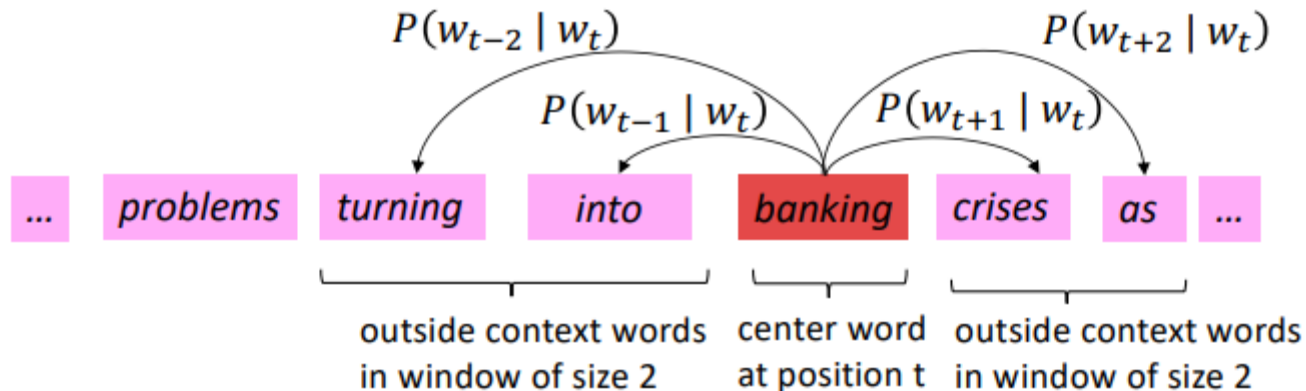 P(w_{t−2} | w_t) P(w_{t+2} | w_t)
P(w_{t−1} | w_t) P(w_{t+1} | w_t)
... problems turning into banking crises as ...
outside context words center word outside context words
in window of size 2 at position t in window of size 2